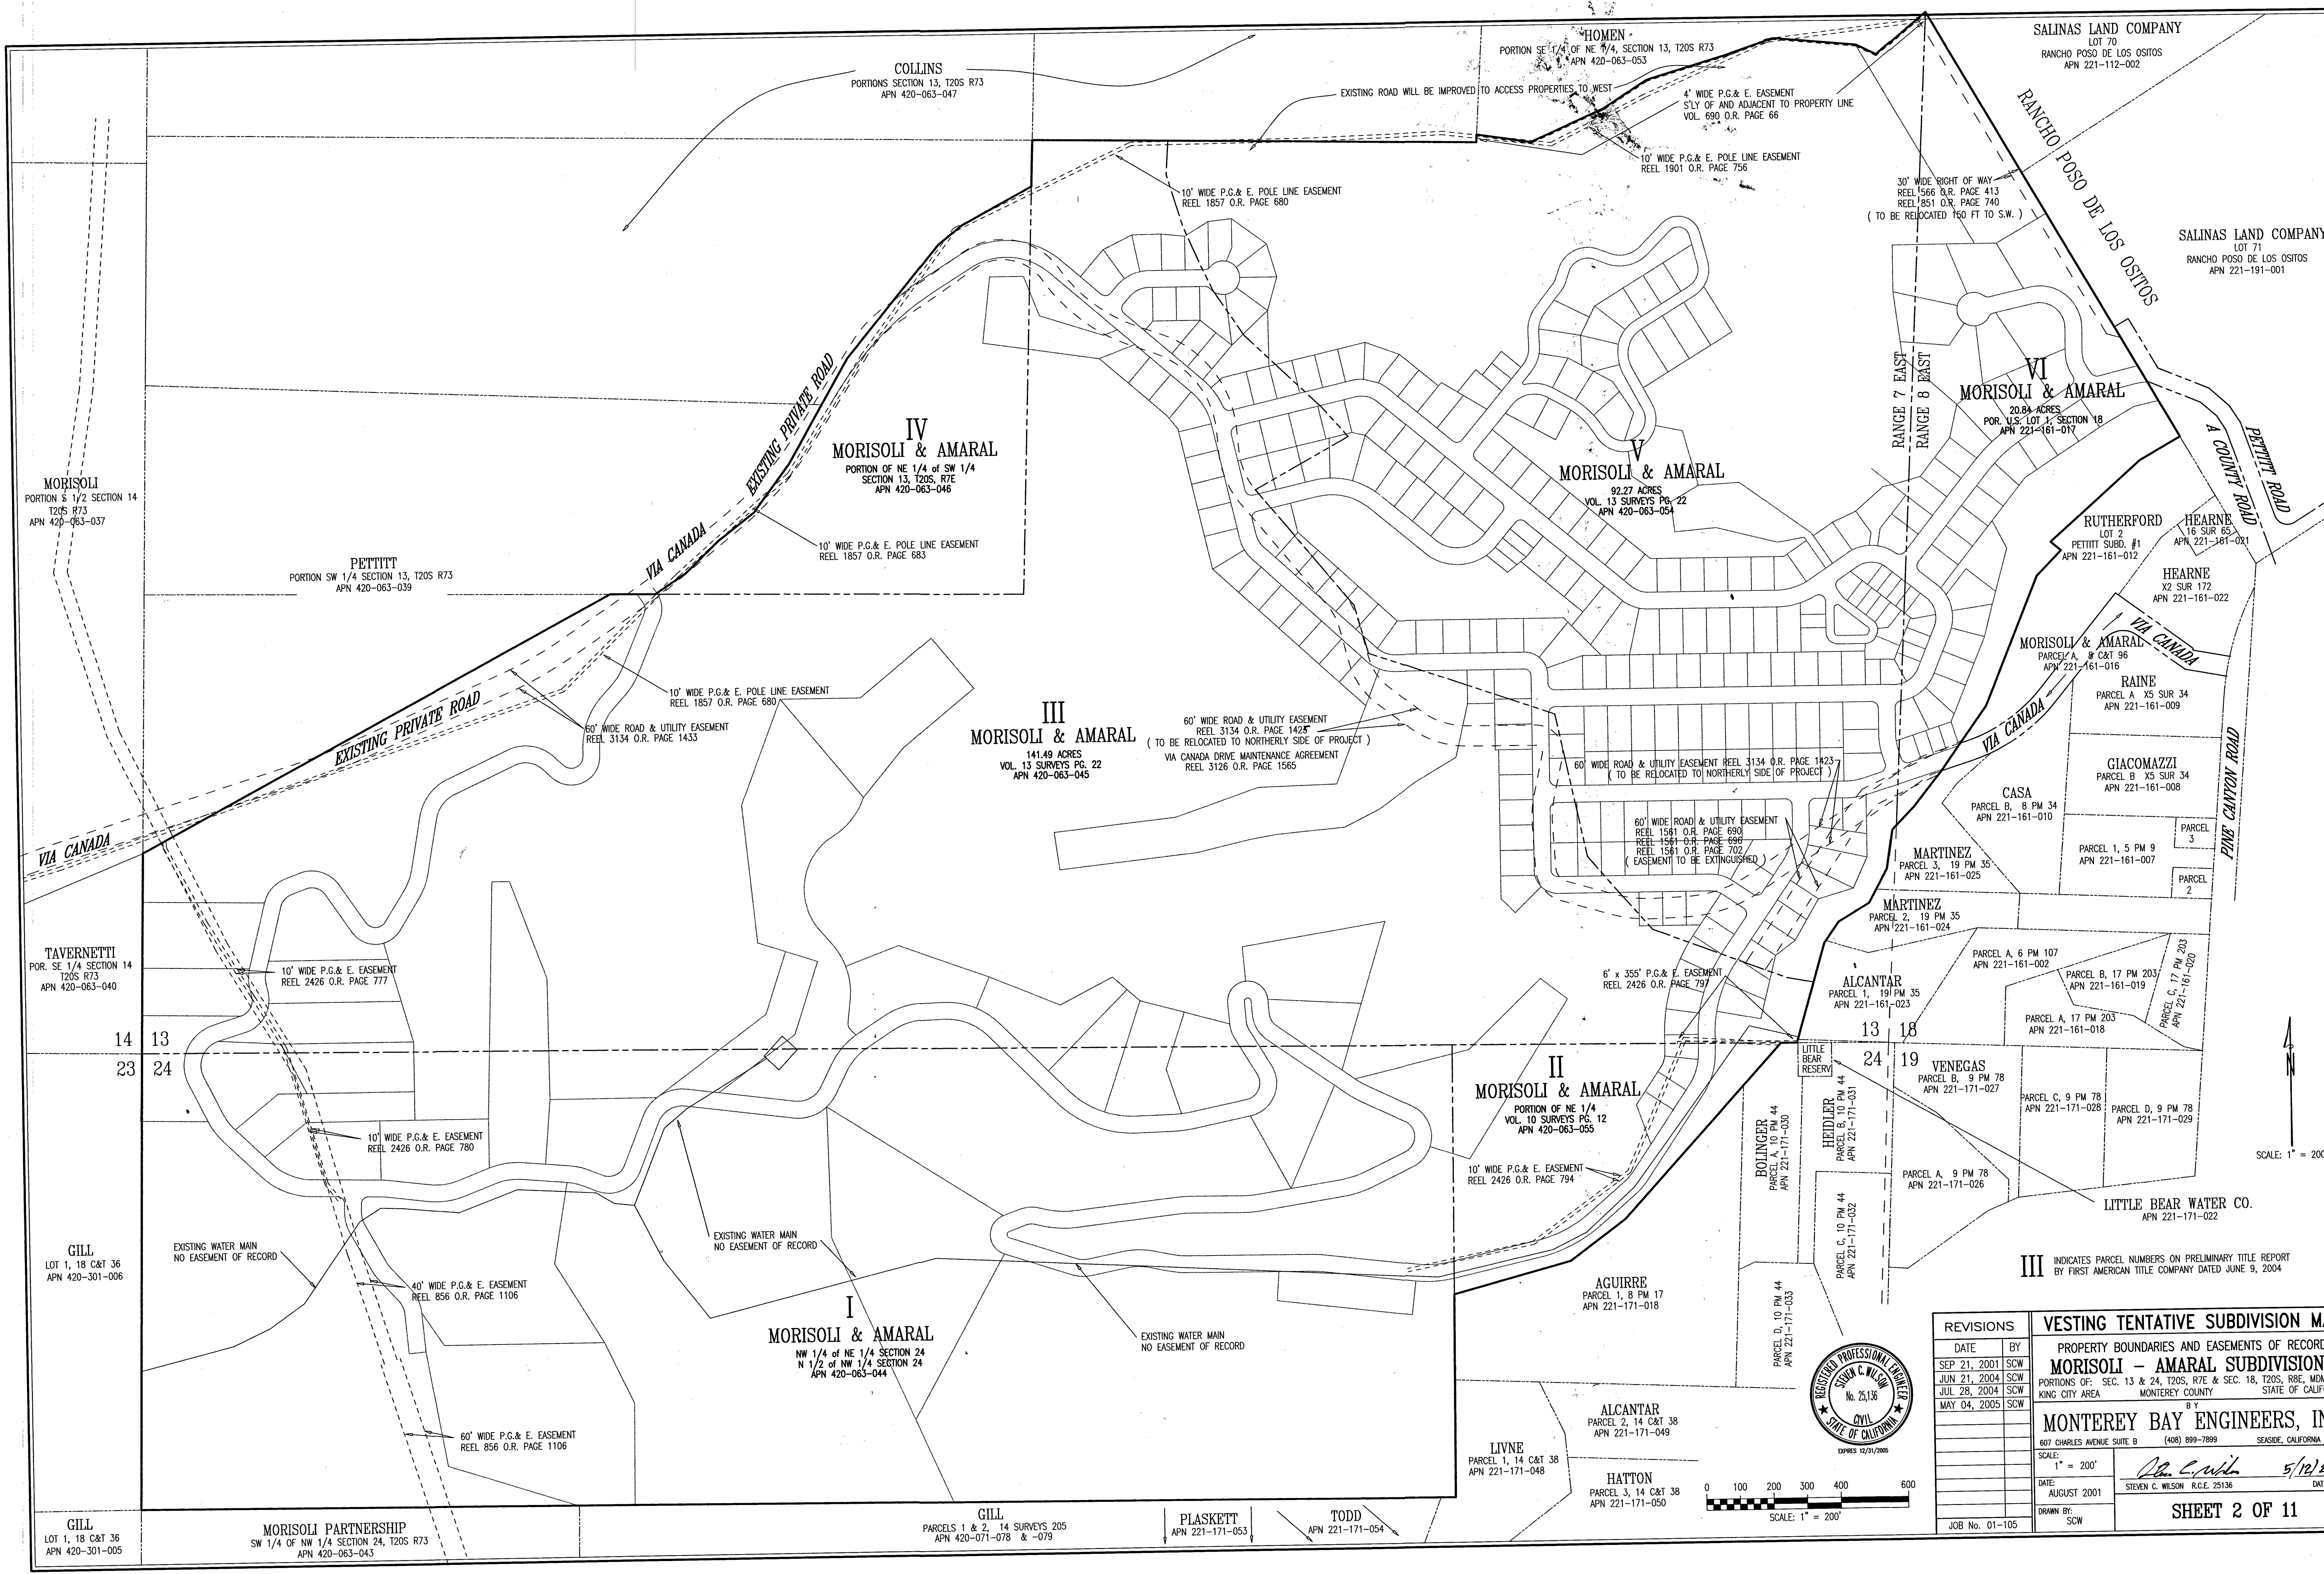 COLLINS
PORTIONS SECTION 13, T20S R73
APN 420-063-047
HOMEN
PORTION SE 1/4 OF NE 1/4, SECTION 13, T20S R73
APN 420-063-053
EXISTING ROAD WILL BE IMPROVED TO ACCESS PROPERTIES TO WEST
4' WIDE P.G.& E. EASEMENT
S'LY OF AND ADJACENT TO PROPERTY LINE
VOL. 690 O.R. PAGE 66
10' WIDE P.G.& E. POLE LINE EASEMENT
REEL 1901 O.R. PAGE 756
10' WIDE P.G.& E. POLE LINE EASEMENT
REEL 1857 O.R. PAGE 680
SALINAS LAND COMPANY
LOT 70
RANCHO POSO DE LOS OSITOS
APN 221-112-002
RANCHO POSO DE LOS OSITOS
30' WIDE RIGHT OF WAY
REEL 566 O.R. PAGE 413
REEL 851 O.R. PAGE 740
( TO BE RELOCATED 150 FT TO S.W. )
SALINAS LAND COMPANY
LOT 71
RANCHO POSO DE LOS OSITOS
APN 221-191-001
RANGE 7 EAST
RANGE 8 EAST
VI
MORISOLI & AMARAL
20.84 ACRES
POR. U.S. LOT 1, SECTION 18
APN 221-161-017
PETTITT ROAD
A COUNTY ROAD
EXISTING PRIVATE ROAD
VIA CANADA
IV
MORISOLI & AMARAL
PORTION OF NE 1/4 of SW 1/4
SECTION 13, T20S, R7E
APN 420-063-046
10' WIDE P.G.& E. POLE LINE EASEMENT
REEL 1857 O.R. PAGE 683
V
MORISOLI & AMARAL
92.27 ACRES
VOL. 13 SURVEYS PG. 22
APN 420-063-054
MORISOLI
PORTION S 1/2 SECTION 14
T20S R73
APN 420-063-037
PETTITT
PORTION SW 1/4 SECTION 13, T20S R73
APN 420-063-039
RUTHERFORD
LOT 2
PETTITT SUBD. #1
APN 221-161-012
HEARNE
16 SUR 65
APN 221-161-021
HEARNE
X2 SUR 172
APN 221-161-022
VIA CANADA
MORISOLI & AMARAL
PARCEL A, 8 C&T 96
APN 221-161-016
RAINE
PARCEL A X5 SUR 34
APN 221-161-009
VIA CANADA
GIACOMAZZI
PARCEL B X5 SUR 34
APN 221-161-008
PINE CANYON ROAD
CASA
PARCEL B, 8 PM 34
APN 221-161-010
PARCEL 1, 5 PM 9
APN 221-161-007
PARCEL
3
PARCEL
2
10' WIDE P.G.& E. POLE LINE EASEMENT
REEL 1857 O.R. PAGE 680
60' WIDE ROAD & UTILITY EASEMENT
REEL 3134 O.R. PAGE 1433
EXISTING PRIVATE ROAD
VIA CANADA
III
MORISOLI & AMARAL
141.49 ACRES
VOL. 13 SURVEYS PG. 22
APN 420-063-045
60' WIDE ROAD & UTILITY EASEMENT
REEL 3134 O.R. PAGE 1425
( TO BE RELOCATED TO NORTHERLY SIDE OF PROJECT )
VIA CANADA DRIVE MAINTENANCE AGREEMENT
REEL 3126 O.R. PAGE 1565
60' WIDE ROAD & UTILITY EASEMENT REEL 3134 O.R. PAGE 1423
( TO BE RELOCATED TO NORTHERLY SIDE OF PROJECT )
60' WIDE ROAD & UTILITY EASEMENT
REEL 1561 O.R. PAGE 690
REEL 1561 O.R. PAGE 696
REEL 1561 O.R. PAGE 702
( EASEMENT TO BE EXTINGUISHED )
MARTINEZ
PARCEL 3, 19 PM 35
APN 221-161-025
MARTINEZ
PARCEL 2, 19 PM 35
APN 221-161-024
PARCEL A, 6 PM 107
APN 221-161-002
PARCEL B, 17 PM 203
APN 221-161-019
PARCEL C, 17 PM 203
APN 221-161-020
PARCEL A, 17 PM 203
APN 221-161-018
ALCANTAR
PARCEL 1, 19 PM 35
APN 221-161-023
6' x 355' P.G.& E. EASEMENT
REEL 2426 O.R. PAGE 797
TAVERNETTI
POR. SE 1/4 SECTION 14
T20S R73
APN 420-063-040
10' WIDE P.G.& E. EASEMENT
REEL 2426 O.R. PAGE 777
14 13
23 24
13 18
24 19
LITTLE
BEAR
RESERV
VENEGAS
PARCEL B, 9 PM 78
APN 221-171-027
PARCEL C, 9 PM 78
APN 221-171-028
PARCEL D, 9 PM 78
APN 221-171-029
PARCEL A, 9 PM 78
APN 221-171-026
N
SCALE: 1" = 200
II
MORISOLI & AMARAL
PORTION OF NE 1/4
VOL. 10 SURVEYS PG. 12
APN 420-063-055
10' WIDE P.G.& E. EASEMENT
REEL 2426 O.R. PAGE 794
BOLINGER
PARCEL A, 10 PM 44
APN 221-171-030
HEIDLER
PARCEL B, 10 PM 44
APN 221-171-031
PARCEL C, 10 PM 44
APN 221-171-032
PARCEL D, 10 PM 44
APN 221-171-033
LITTLE BEAR WATER CO.
APN 221-171-022
10' WIDE P.G.& E. EASEMENT
REEL 2426 O.R. PAGE 780
GILL
LOT 1, 18 C&T 36
APN 420-301-006
EXISTING WATER MAIN
NO EASEMENT OF RECORD
EXISTING WATER MAIN
NO EASEMENT OF RECORD
40' WIDE P.G.& E. EASEMENT
REEL 856 O.R. PAGE 1106
I
MORISOLI & AMARAL
NW 1/4 of NE 1/4 SECTION 24
N 1/2 of NW 1/4 SECTION 24
APN 420-063-044
EXISTING WATER MAIN
NO EASEMENT OF RECORD
60' WIDE P.G.& E. EASEMENT
REEL 856 O.R. PAGE 1106
AGUIRRE
PARCEL 1, 8 PM 17
APN 221-171-018
III INDICATES PARCEL NUMBERS ON PRELIMINARY TITLE REPORT
BY FIRST AMERICAN TITLE COMPANY DATED JUNE 9, 2004
ALCANTAR
PARCEL 2, 14 C&T 38
APN 221-171-049
LIVNE
PARCEL 1, 14 C&T 38
APN 221-171-048
HATTON
PARCEL 3, 14 C&T 38
APN 221-171-050
REGISTERED PROFESSIONAL ENGINEER
STEVEN C. WILSON
No. 25,136
CIVIL
STATE OF CALIFORNIA
EXPIRES 12/31/2005
0 100 200 300 400 600
SCALE: 1" = 200'
GILL
LOT 1, 18 C&T 36
APN 420-301-005
MORISOLI PARTNERSHIP
SW 1/4 OF NW 1/4 SECTION 24, T20S R73
APN 420-063-043
GILL
PARCELS 1 & 2, 14 SURVEYS 205
APN 420-071-078 & -079
PLASKETT
APN 221-171-053
TODD
APN 221-171-054
REVISIONS
DATE BY
SEP 21, 2001 SCW
JUN 21, 2004 SCW
JUL 28, 2004 SCW
MAY 04, 2005 SCW
JOB No. 01-105
VESTING TENTATIVE SUBDIVISION MA
PROPERTY BOUNDARIES AND EASEMENTS OF RECORD
MORISOLI – AMARAL SUBDIVISION
PORTIONS OF: SEC. 13 & 24, T20S, R7E & SEC. 18, T20S, R8E, MDM
KING CITY AREA MONTEREY COUNTY STATE OF CALIF
BY
MONTEREY BAY ENGINEERS, IN
607 CHARLES AVENUE SUITE B (408) 899-7899 SEASIDE, CALIFORNIA
SCALE:
1" = 200'
DATE:
AUGUST 2001
DRAWN BY:
SCW
5/12/
STEVEN C. WILSON R.C.E. 25136 DAT
SHEET 2 OF 11